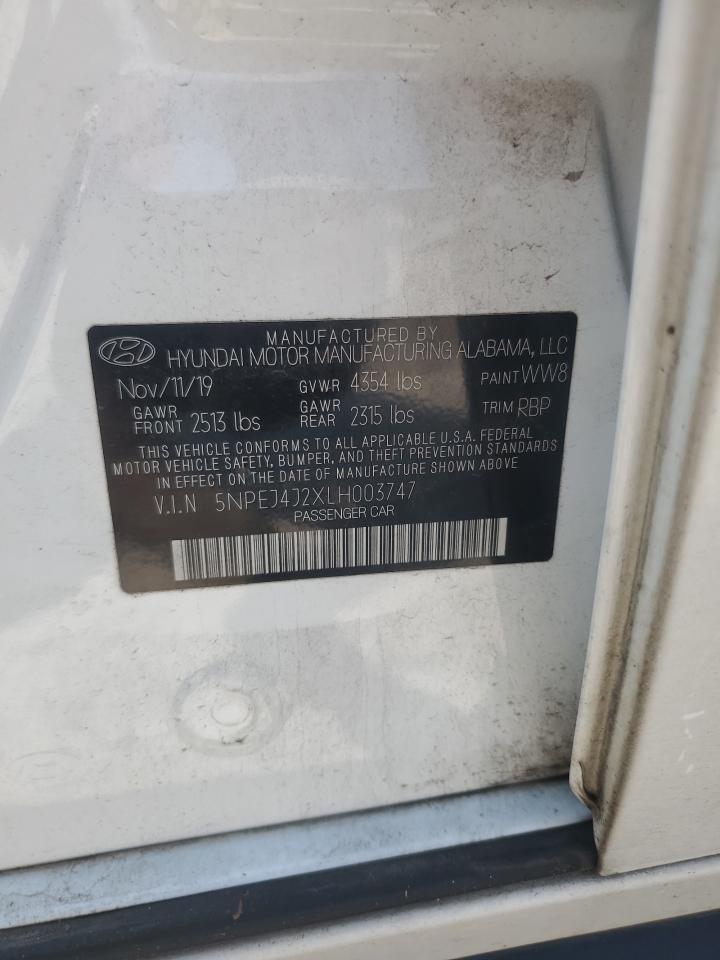 MANUFACTURED BY
HYUNDAI MOTOR MANUFACTURING ALABAMA, LLC
Nov/11/19 GVWR 4354 lbs PAINT WW8
GAWR FRONT 2513 lbs GAWR REAR 2315 lbs TRIM RBP
THIS VEHICLE CONFORMS TO ALL APPLICABLE U.S.A. FEDERAL
MOTOR VEHICLE SAFETY, BUMPER, AND THEFT PREVENTION STANDARDS
IN EFFECT ON THE DATE OF MANUFACTURE SHOWN ABOVE
V.I.N 5NPEJ4J2XLH003747
PASSENGER CAR